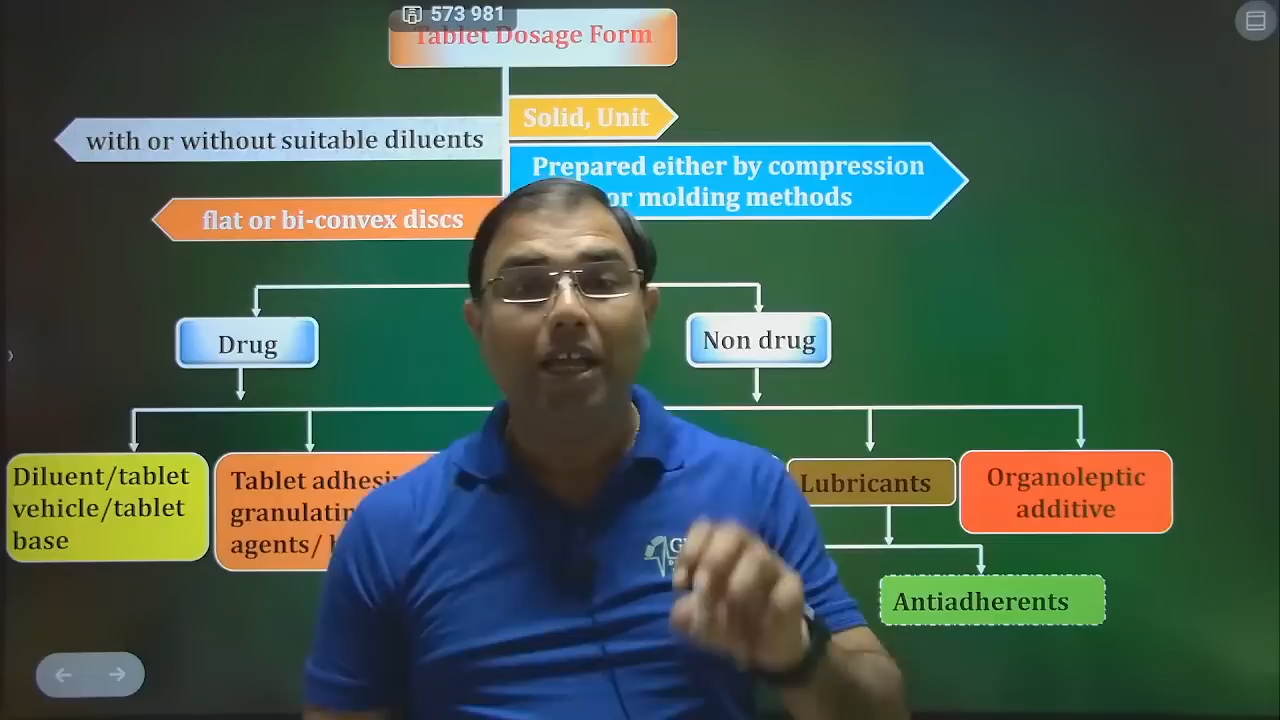 573 981
Tablet Dosage Form
Solid, Unit
with or without suitable diluents
Prepared either by compression
or molding methods
flat or bi-convex discs
Drug
Non drug
Diluent/tablet
vehicle/tablet
base
Tablet
agents/
Lubricants
Organoleptic
additive
Antiadherents